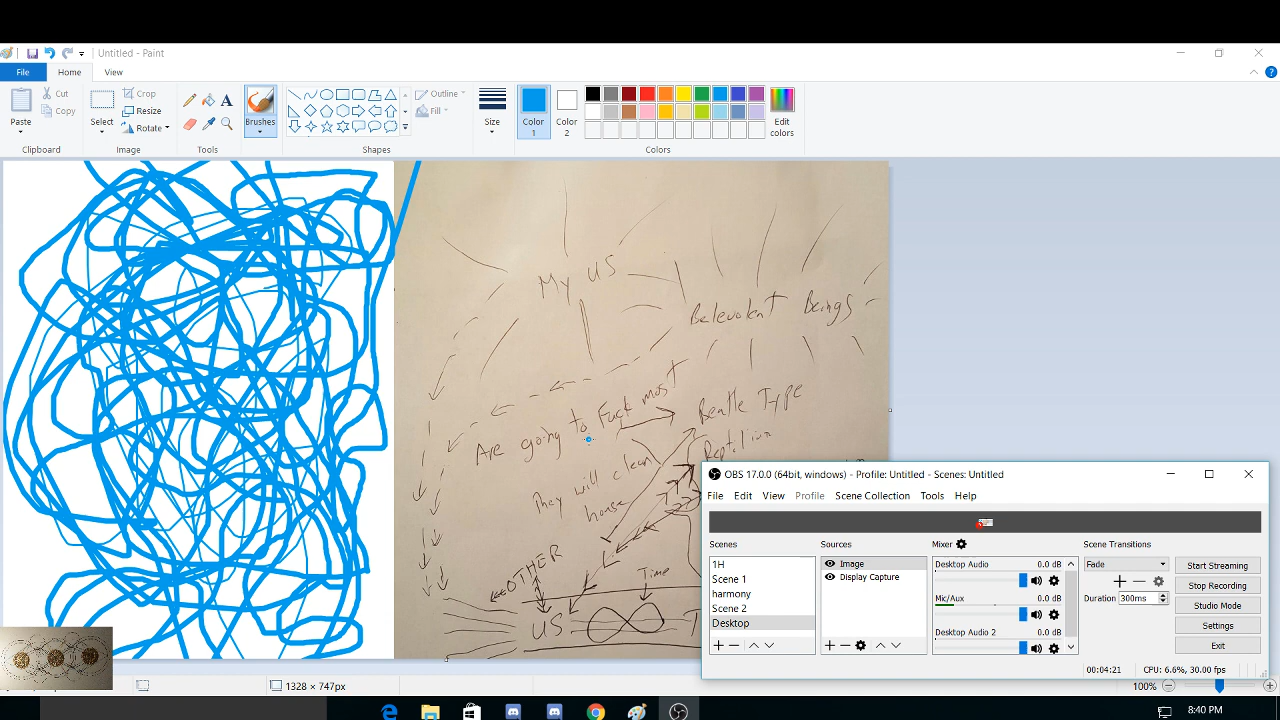 Untitled - Paint
File Home View
Paste
Cut
Copy
Clipboard
Select
Crop
Resize
Rotate
Image
Tools
Brushes
Outline
Fill
Shapes
Size
Color 1
Color 2
Edit colors
Colors
My US
Belevolent Beings
Are going to Fuck most
Beatle Type
Reptilian
They will clean
house
OTHER
Time
US
T
OBS 17.0.0 (64bit, windows) - Profile: Untitled - Scenes: Untitled
File Edit View Profile Scene Collection Tools Help
Scenes
1H
Scene 1
harmony
Scene 2
Desktop
Sources
Image
Display Capture
Mixer
Desktop Audio 0.0 dB
Mic/Aux 0.0 dB
Desktop Audio 2 0.0 dB
Scene Transitions
Fade
Duration 300ms
Start Streaming
Stop Recording
Studio Mode
Settings
Exit
00:04:21 CPU: 6.6%, 30.00 fps
1328 × 747px
100%
8:40 PM